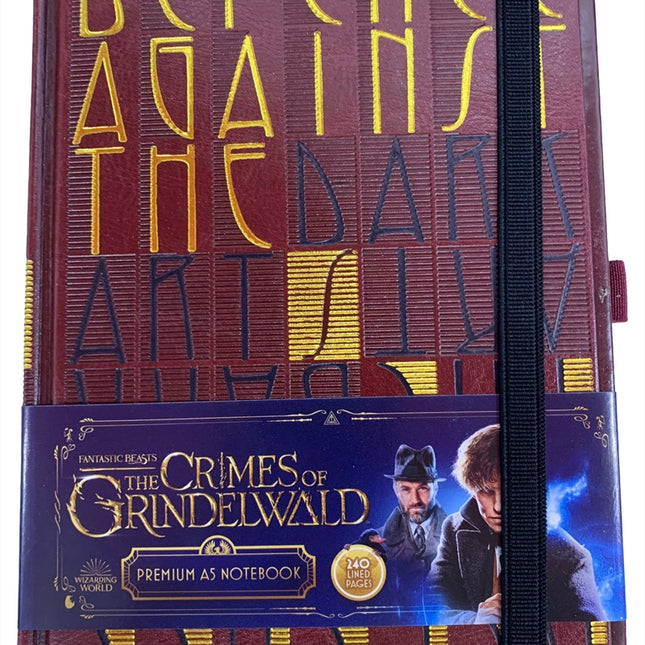 AGAINST
THE DARK
ARTS
FANTASTIC BEASTS
THE CRIMES OF
GRINDELWALD
WIZARDING
WORLD
PREMIUM A5 NOTEBOOK
240
LINED
PAGES